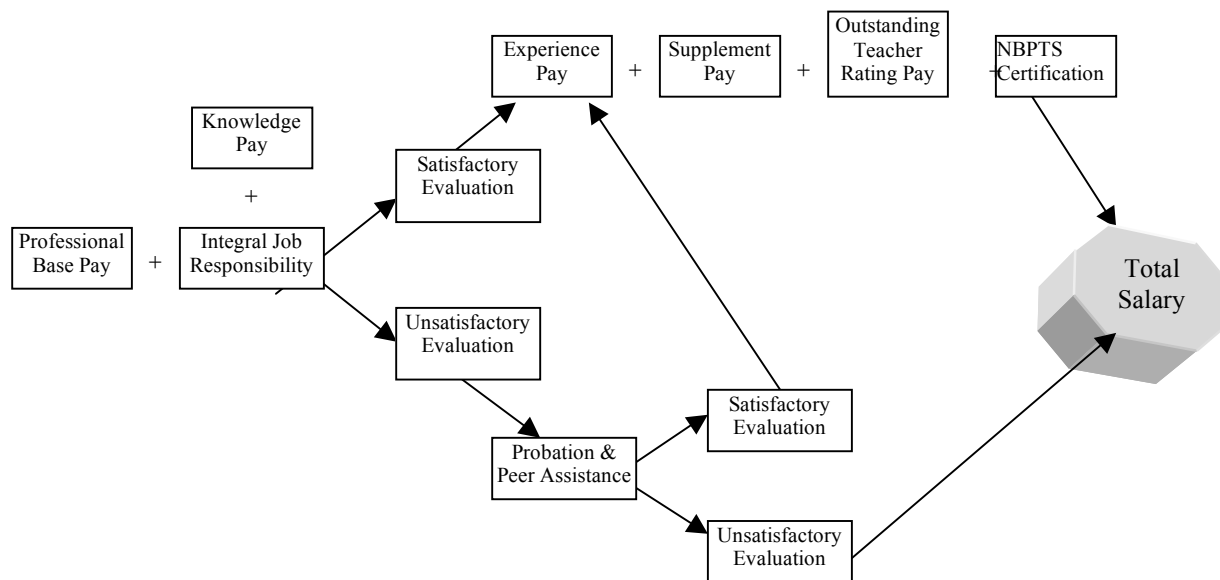 Experience
Pay
+
Supplement
Pay
+
Outstanding
Teacher
Rating Pay
+
NBPTS
Certification
Knowledge
Pay
+
Satisfactory
Evaluation
Professional
Base Pay
+
Integral Job
Responsibility
Total
Salary
Unsatisfactory
Evaluation
Satisfactory
Evaluation
Probation &
Peer Assistance
Unsatisfactory
Evaluation